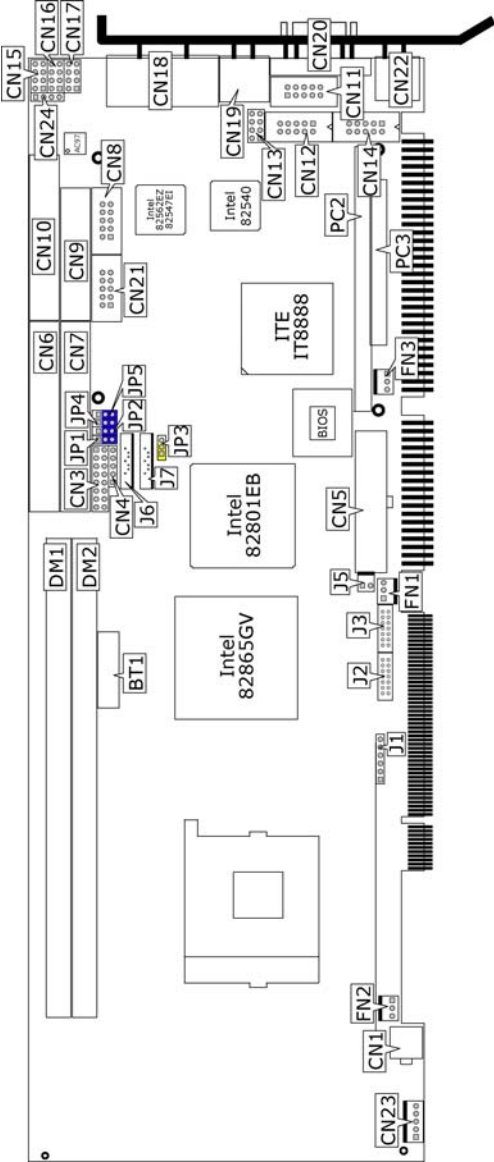 CN15
CN16
CN17
CN24
CN18
CN20
CN19
CN11
CN22
CN13
CN12
CN14
AC97
CN8
CN10
CN9
CN21
Intel
82562EZ
82547EI
Intel
82540
PC2
PC3
ITE
IT8888
CN6
CN7
FN3
JP4
JP5
JP1
JP2
JP3
BIOS
CN3
CN4
J6
J7
Intel
82801EB
CN5
J5
FN1
DM1
DM2
BT1
Intel
82865GV
J3
J2
J1
FN2
CN1
CN23